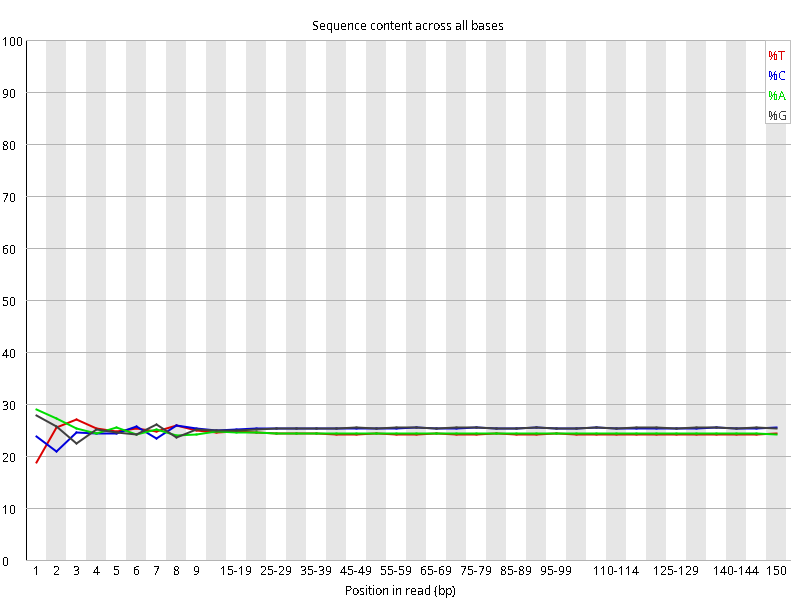 Sequence content across all bases
100
90
80
70
60
50
40
30
20
10
0
%T
%C
%A
%G
1 2 3 4 5 6 7 8 9 15-19 25-29 35-39 45-49 55-59 65-69 75-79 85-89 95-99 110-114 125-129 140-144 150
Position in read (bp)